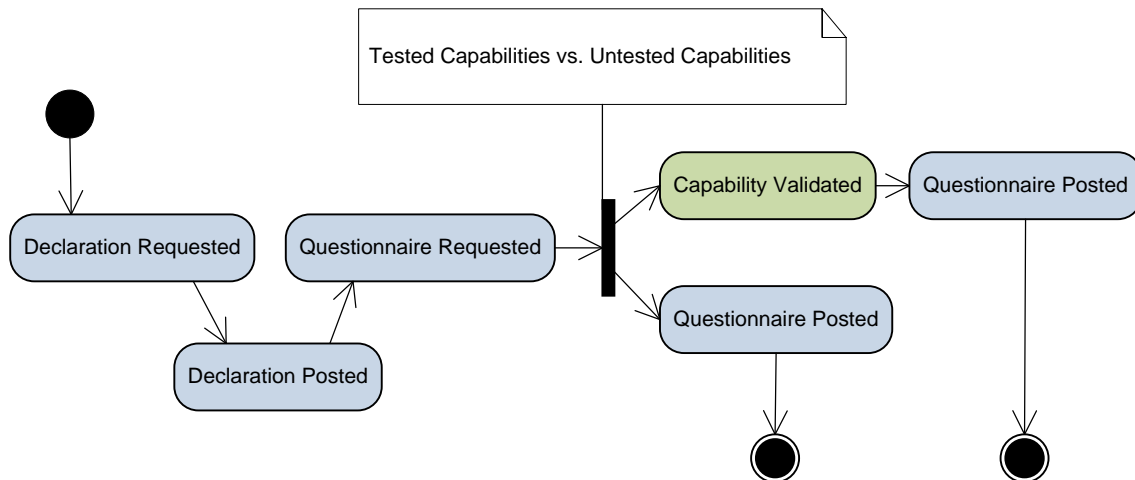 Tested Capabilities vs. Untested Capabilities
Capability Validated
Questionnaire Posted
Declaration Requested
Questionnaire Requested
Questionnaire Posted
Declaration Posted